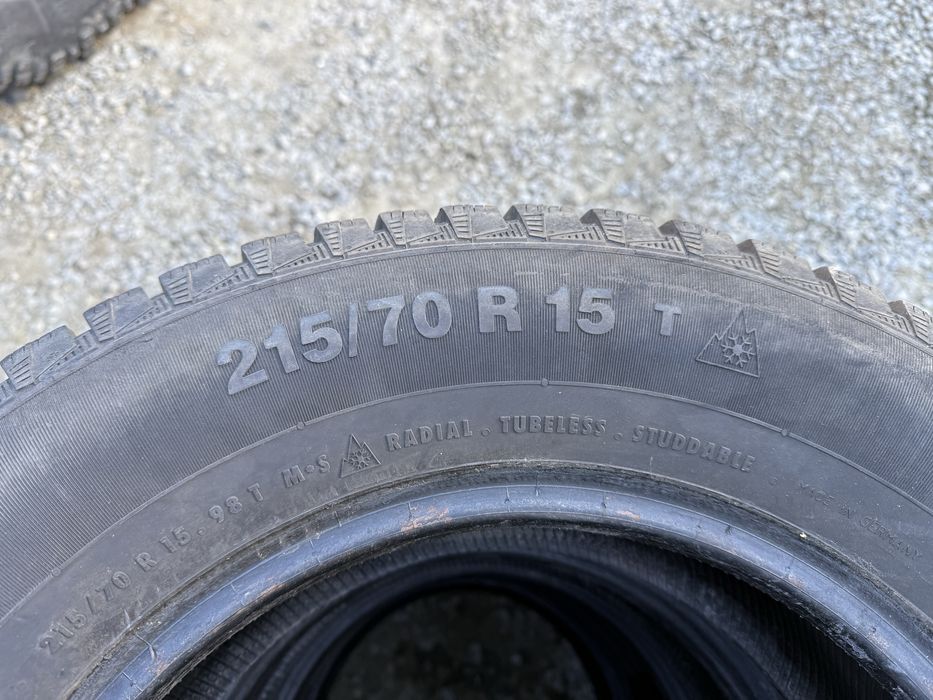 215/70 R 15 T
215/70 R 15 . 98 T M•S RADIAL . TUBELESS . STUDDABLE
MADE IN GERMANY